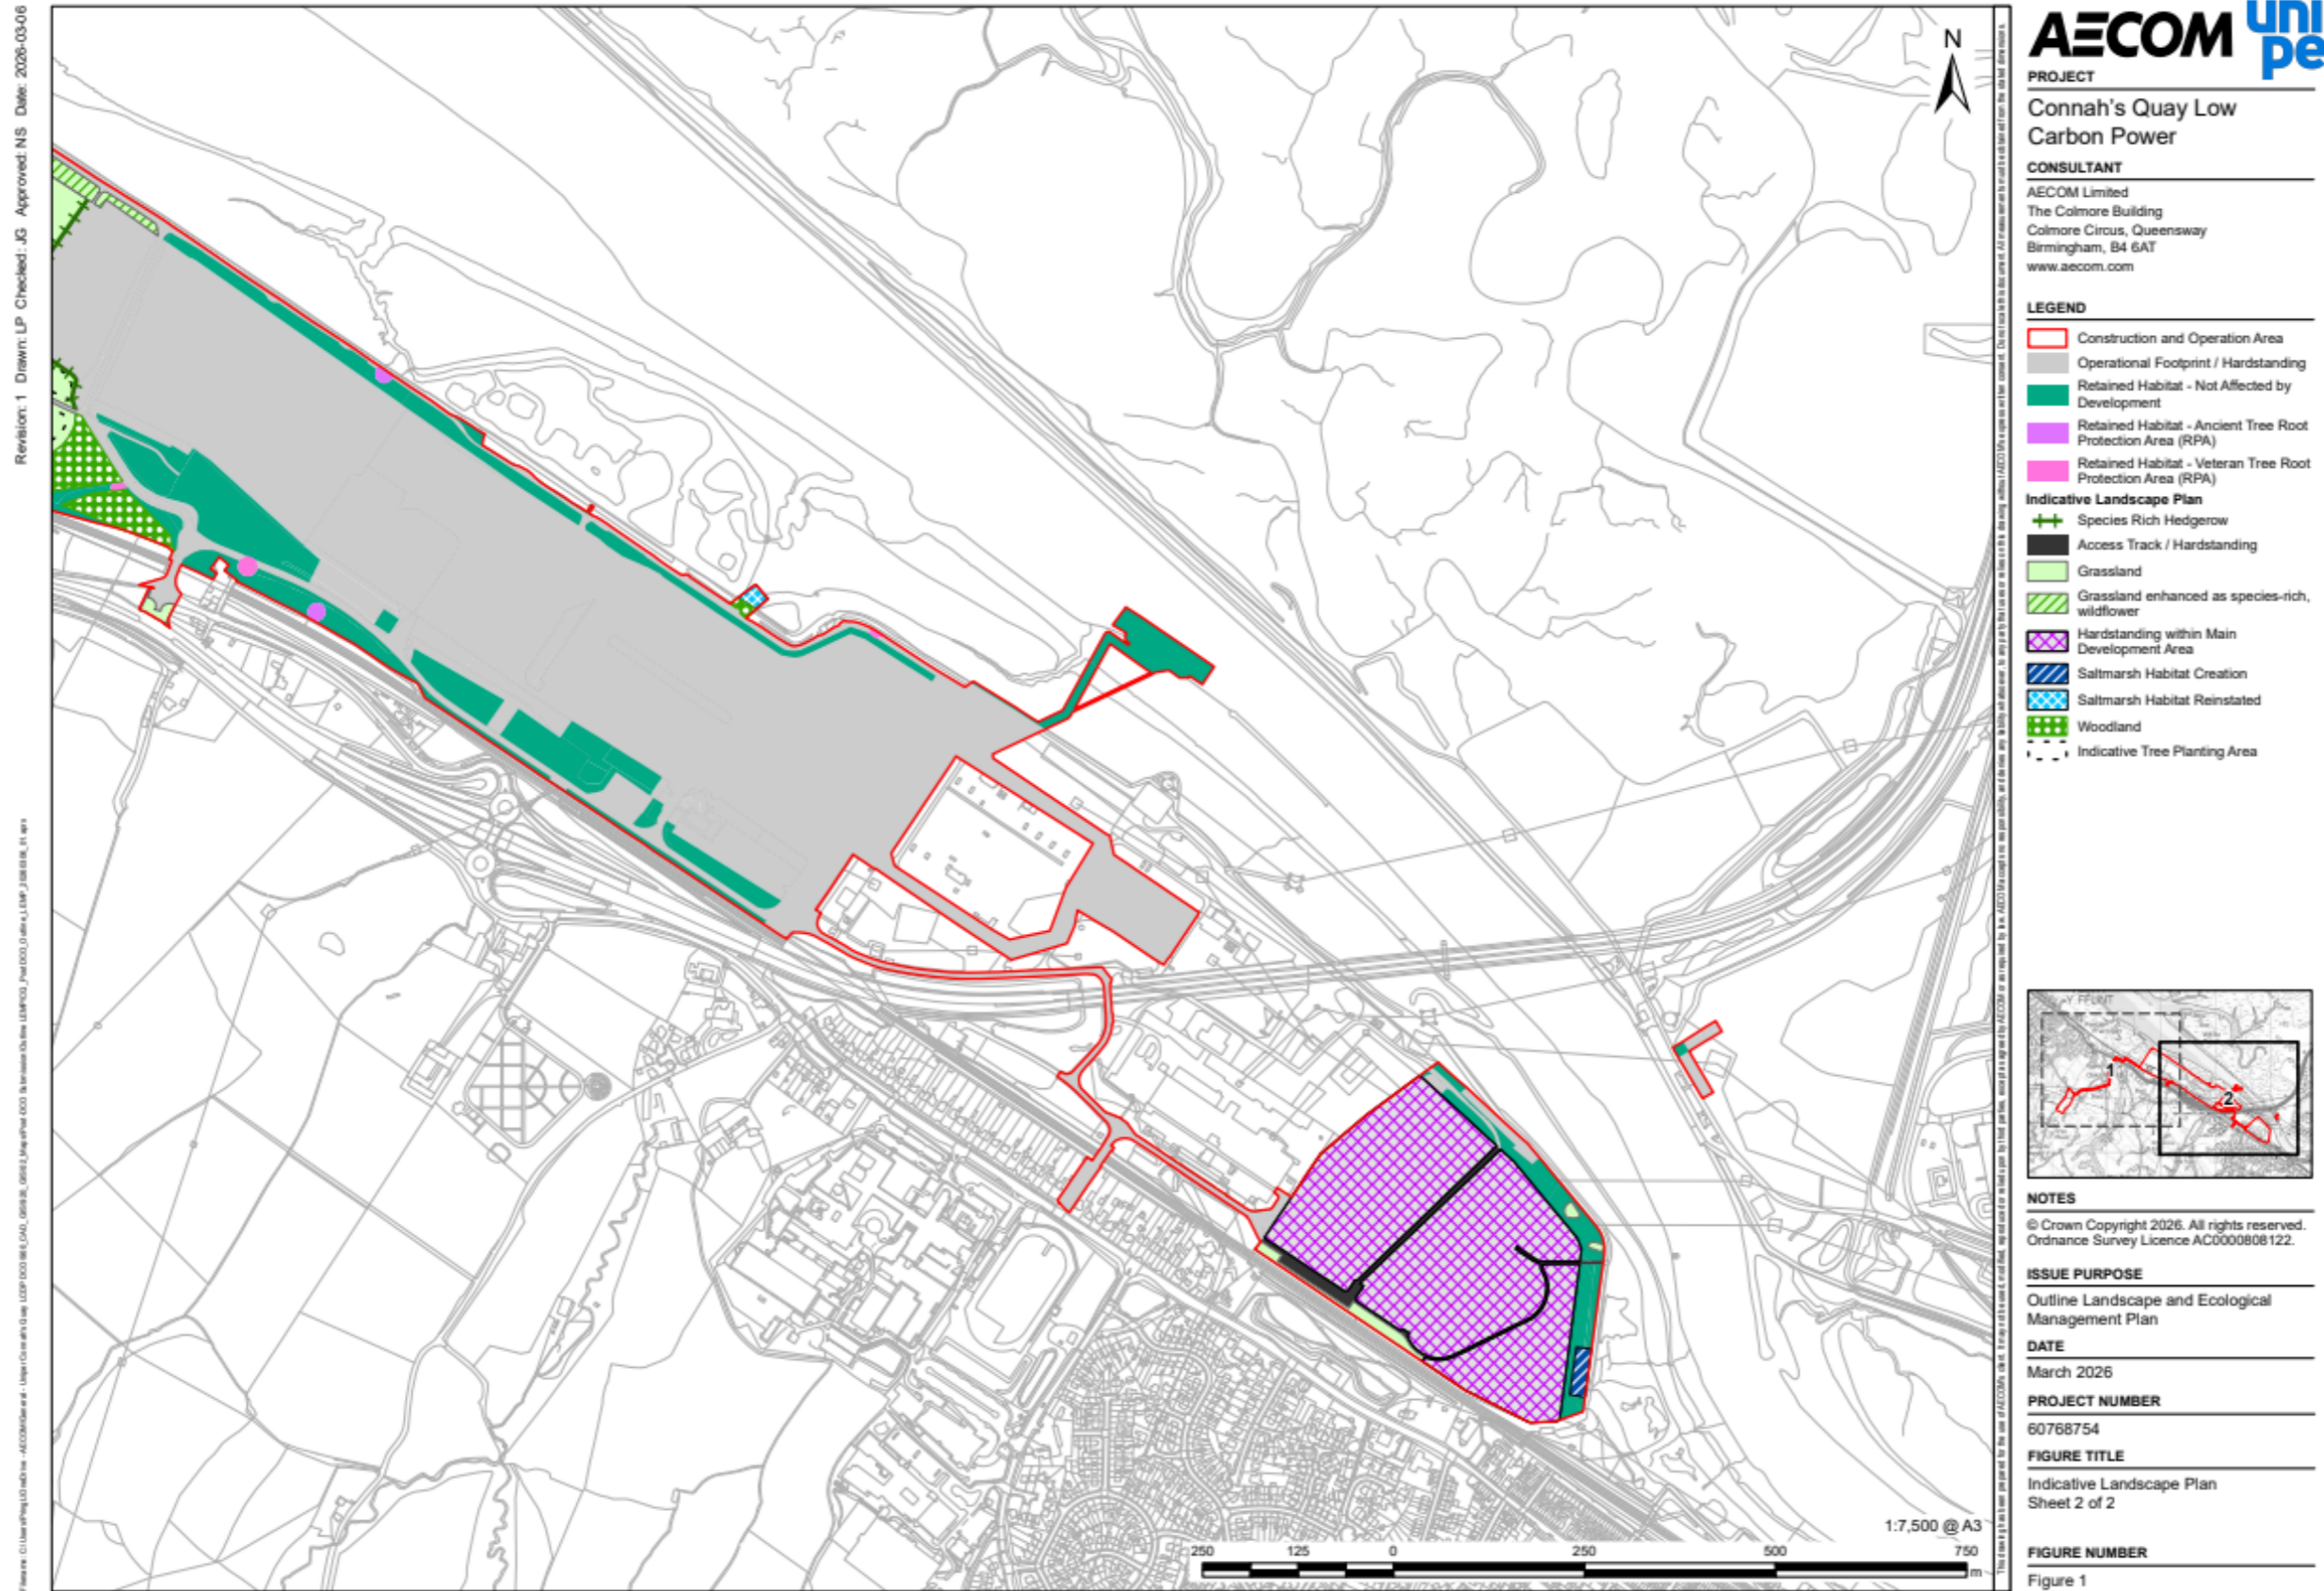 Revision: 1 Drawn: LP Checked: JG Approved: NS Date: 2026-03-06
N
AECOM
uni
pe
PROJECT
Connah's Quay Low
Carbon Power
CONSULTANT
AECOM Limited
The Colmore Building
Colmore Circus, Queensway
Birmingham, B4 6AT
www.aecom.com
LEGEND
Construction and Operation Area
Operational Footprint / Hardstanding
Retained Habitat - Not Affected by
Development
Retained Habitat - Ancient Tree Root
Protection Area (RPA)
Retained Habitat - Veteran Tree Root
Protection Area (RPA)
Indicative Landscape Plan
Species Rich Hedgerow
Access Track / Hardstanding
Grassland
Grassland enhanced as species-rich,
wildflower
Hardstanding within Main
Development Area
Saltmarsh Habitat Creation
Saltmarsh Habitat Reinstated
Woodland
Indicative Tree Planting Area
1
2
NOTES
© Crown Copyright 2026. All rights reserved.
Ordnance Survey Licence AC0000808122.
ISSUE PURPOSE
Outline Landscape and Ecological
Management Plan
DATE
March 2026
PROJECT NUMBER
60768754
FIGURE TITLE
Indicative Landscape Plan
Sheet 2 of 2
FIGURE NUMBER
Figure 1
1:7,500 @ A3
250 125 0 250 500 750
m